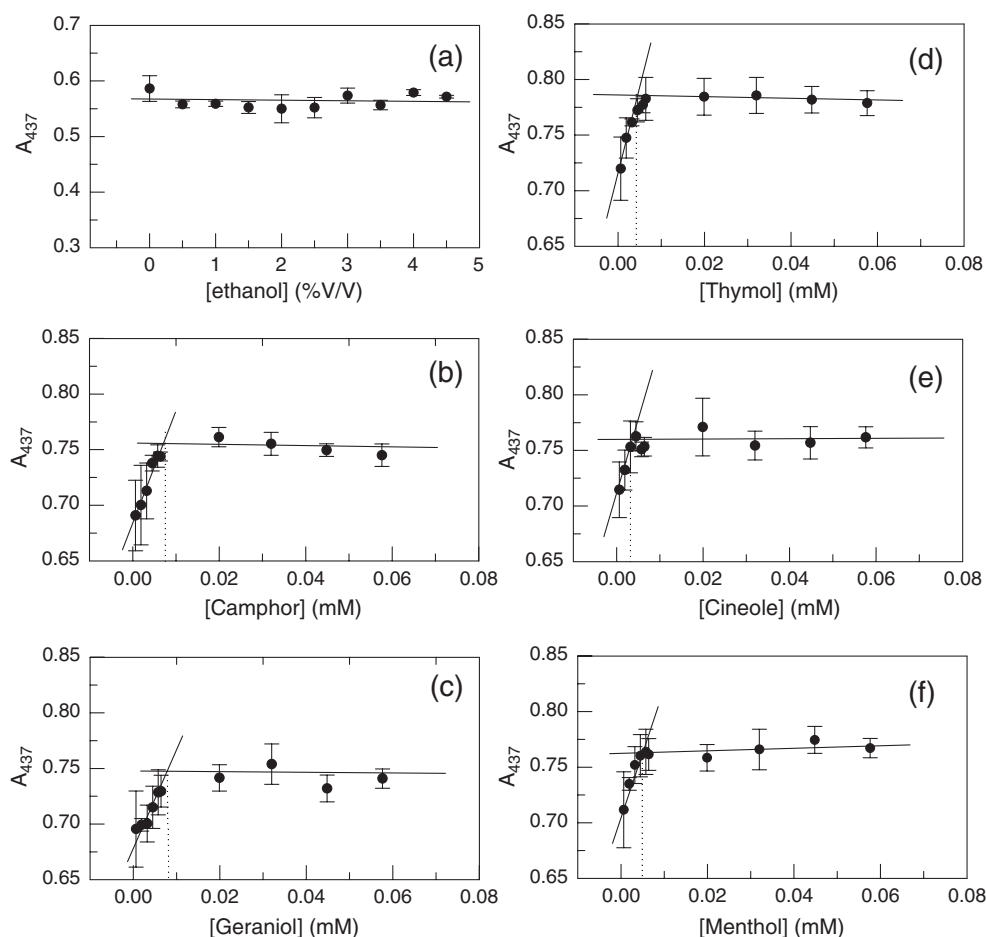 (a)
A437
0.7
0.6
0.5
0.4
0.3
0 1 2 3 4 5
[ethanol] (%V/V)
(b)
A437
0.85
0.80
0.75
0.70
0.65
0.00 0.02 0.04 0.06 0.08
[Camphor] (mM)
(c)
A437
0.85
0.80
0.75
0.70
0.65
0.00 0.02 0.04 0.06 0.08
[Geraniol] (mM)
(d)
A437
0.85
0.80
0.75
0.70
0.65
0.00 0.02 0.04 0.06 0.08
[Thymol] (mM)
(e)
A437
0.85
0.80
0.75
0.70
0.65
0.00 0.02 0.04 0.06 0.08
[Cineole] (mM)
(f)
A437
0.85
0.80
0.75
0.70
0.65
0.00 0.02 0.04 0.06 0.08
[Menthol] (mM)